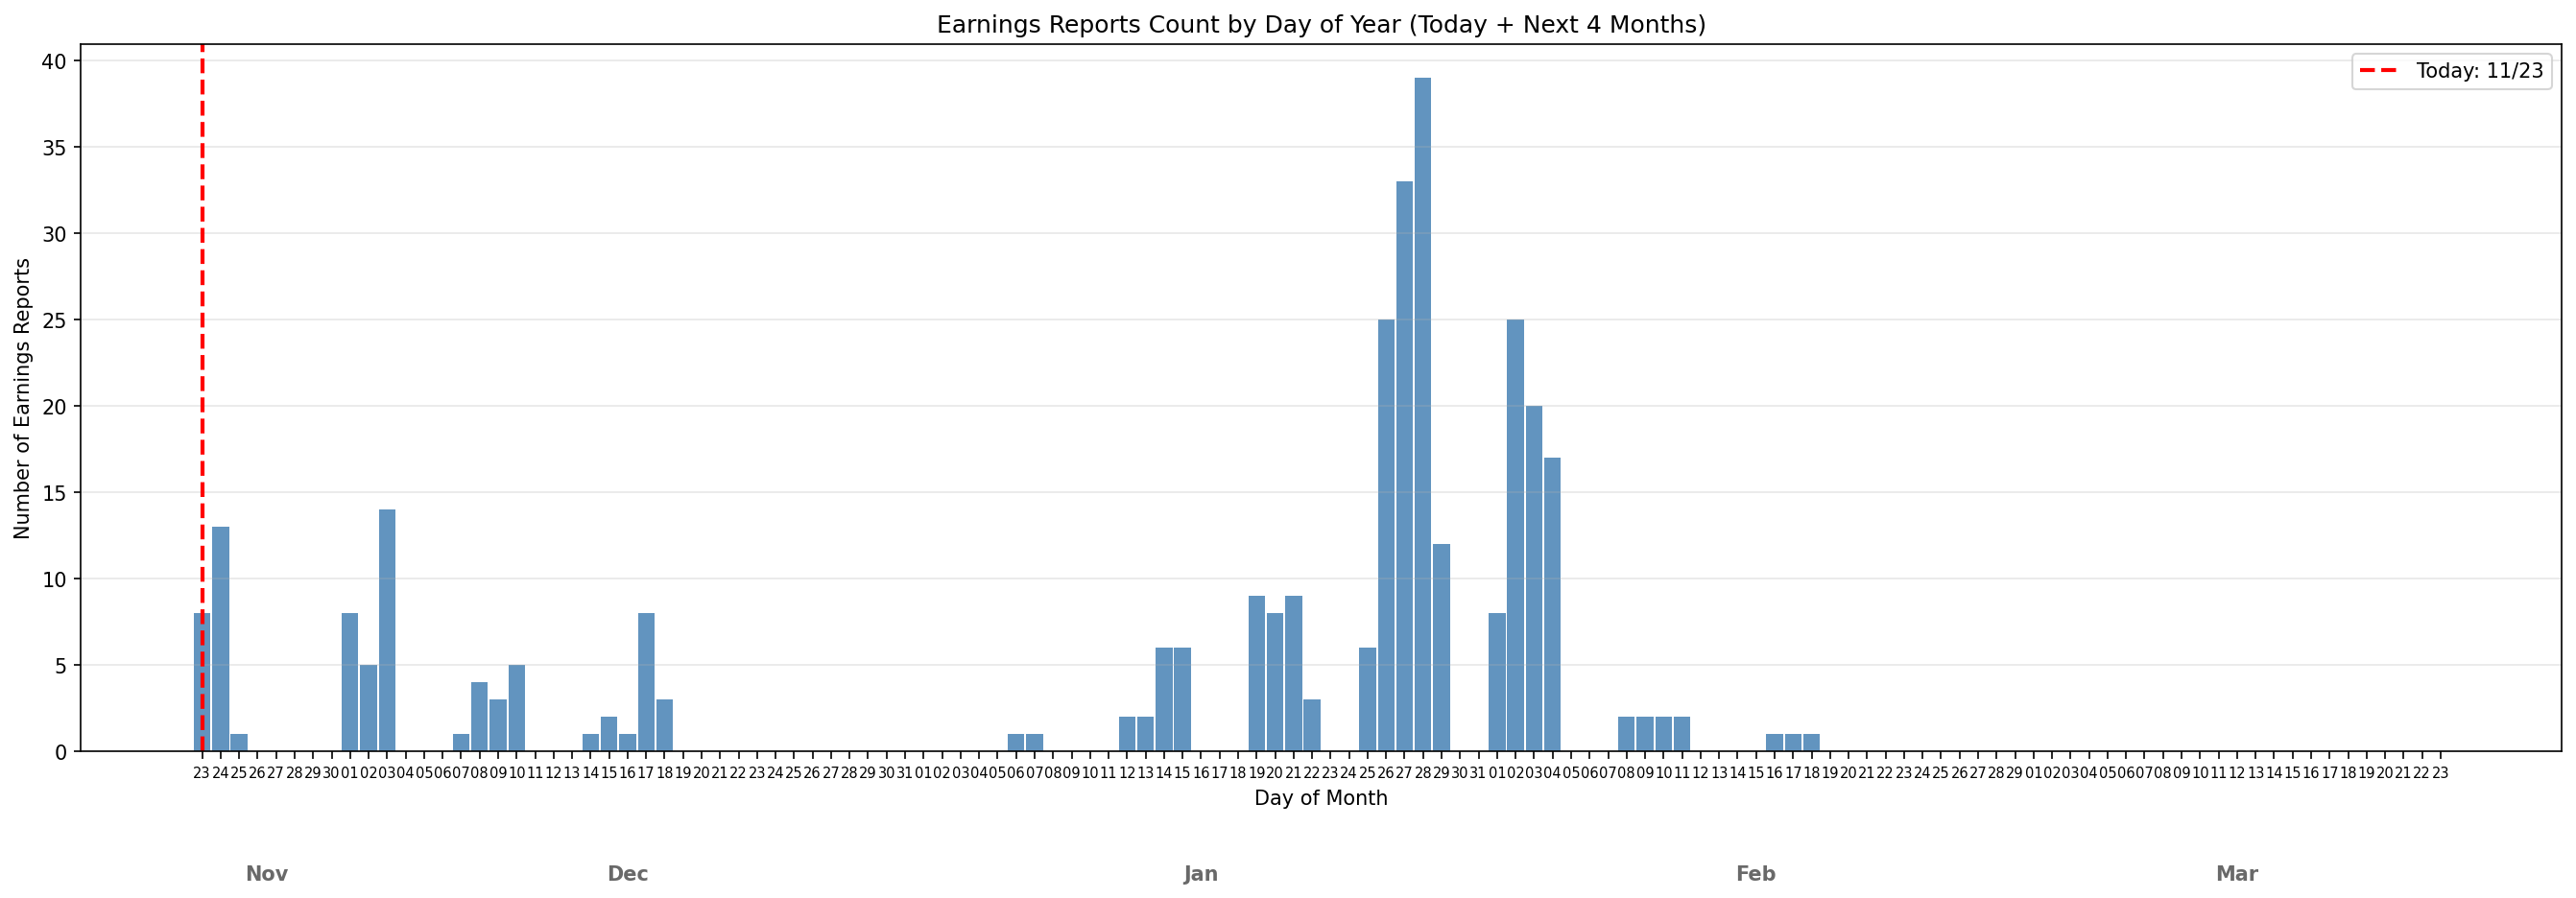 Earnings Reports Count by Day of Year (Today + Next 4 Months)
Today: 11/23
Number of Earnings Reports
40
35
30
25
20
15
10
5
0
23 24 25 26 27 28 29 30 01 02 03 04 05 06 07 08 09 10 11 12 13 14 15 16 17 18 19 20 21 22 23 24 25 26 27 28 29 30 31 01 02 03 04 05 06 07 08 09 10 11 12 13 14 15 16 17 18 19 20 21 22 23 24 25 26 27 28 29 30 31 01 02 03 04 05 06 07 08 09 10 11 12 13 14 15 16 17 18 19 20 21 22 23 24 25 26 27 28 29 01 02 03 04 05 06 07 08 09 10 11 12 13 14 15 16 17 18 19 20 21 22 23
Day of Month
Nov Dec Jan Feb Mar